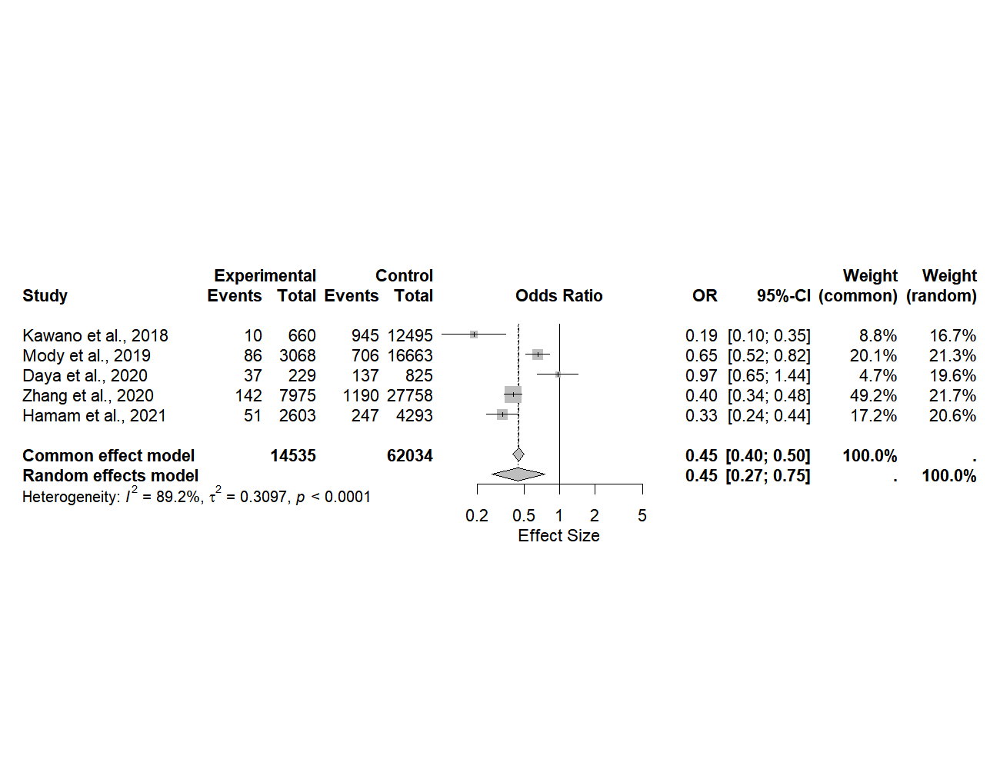 Experimental Control Weight Weight
Study Events Total Events Total Odds Ratio OR 95%-CI (common) (random)
Kawano et al., 2018 10 660 945 12495 0.19 [0.10; 0.35] 8.8% 16.7%
Mody et al., 2019 86 3068 706 16663 0.65 [0.52; 0.82] 20.1% 21.3%
Daya et al., 2020 37 229 137 825 0.97 [0.65; 1.44] 4.7% 19.6%
Zhang et al., 2020 142 7975 1190 27758 0.40 [0.34; 0.48] 49.2% 21.7%
Hamam et al., 2021 51 2603 247 4293 0.33 [0.24; 0.44] 17.2% 20.6%
Common effect model 14535 62034 0.45 [0.40; 0.50] 100.0% .
Random effects model 0.45 [0.27; 0.75] . 100.0%
Heterogeneity: I² = 89.2%, τ² = 0.3097, p < 0.0001
0.2 0.5 1 2 5
Effect Size